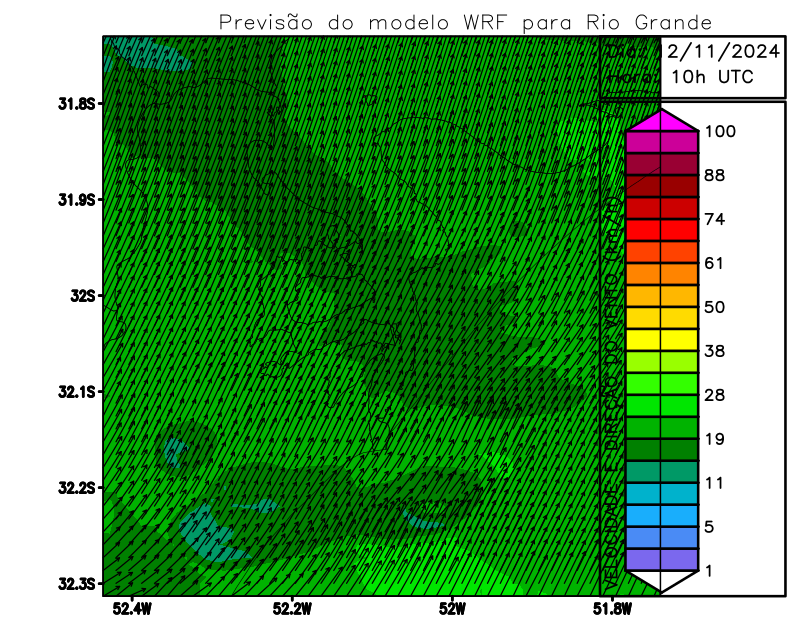 Previsão do modelo WRF para Rio Grande
Dia: 2/11/2024
Hora: 10h UTC
31.8S
31.9S
32S
32.1S
32.2S
32.3S
52.4W
52.2W
52W
51.8W
VELOCIDADE E DIREÇÃO DO VENTO (km/h)
100
88
74
61
50
38
28
19
11
5
1